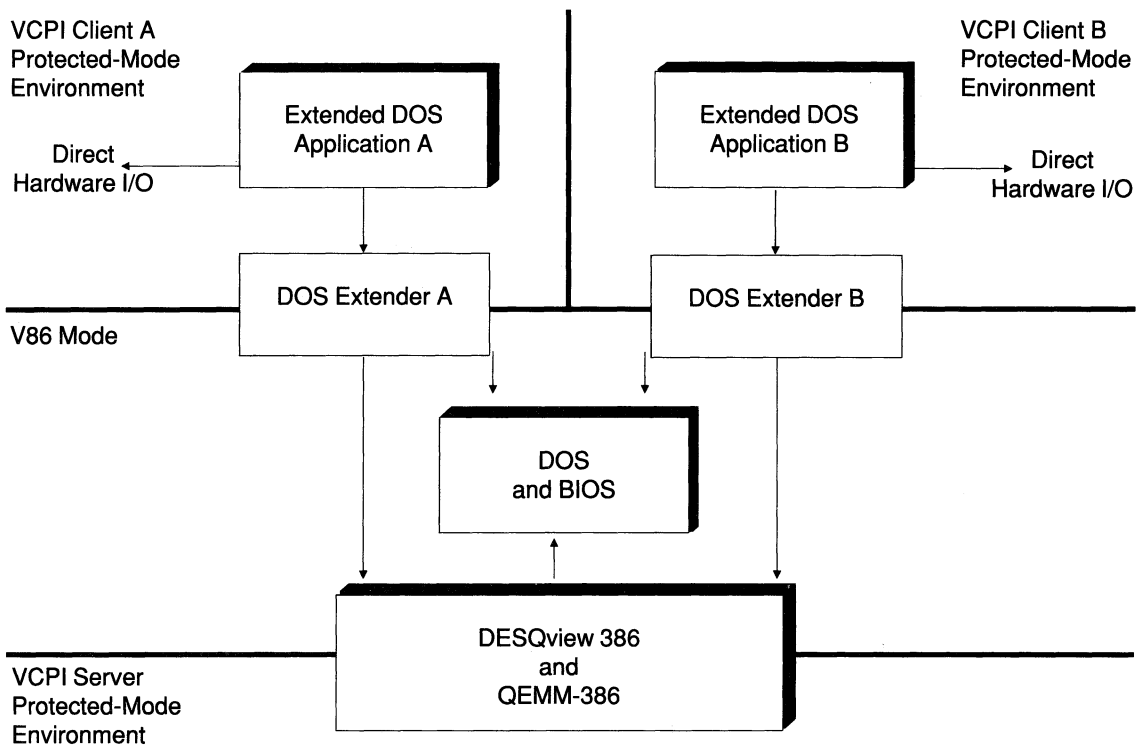 VCPI Client A
Protected-Mode
Environment
VCPI Client B
Protected-Mode
Environment
Extended DOS
Application A
Extended DOS
Application B
Direct
Hardware I/O
Direct
Hardware I/O
DOS Extender A
DOS Extender B
V86 Mode
DOS
and BIOS
DESQview 386
and
QEMM-386
VCPI Server
Protected-Mode
Environment